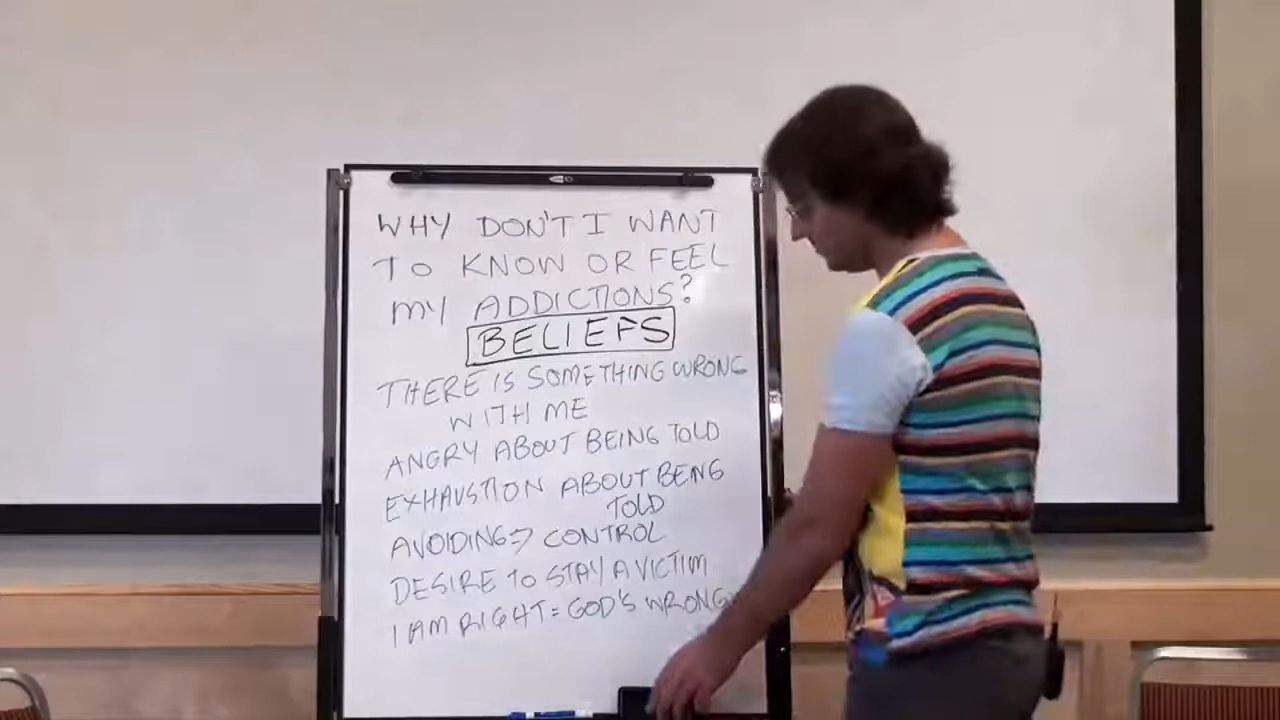 WHY DON'T I WANT
TO KNOW OR FEEL
MY ADDICTIONS?
BELIEFS
THERE IS SOMETHING WRONG
WITH ME
ANGRY ABOUT BEING TOLD
EXHAUSTION ABOUT BEING
TOLD
AVOIDING => CONTROL
DESIRE TO STAY A VICTIM
I AM RIGHT = GOD'S WRONG